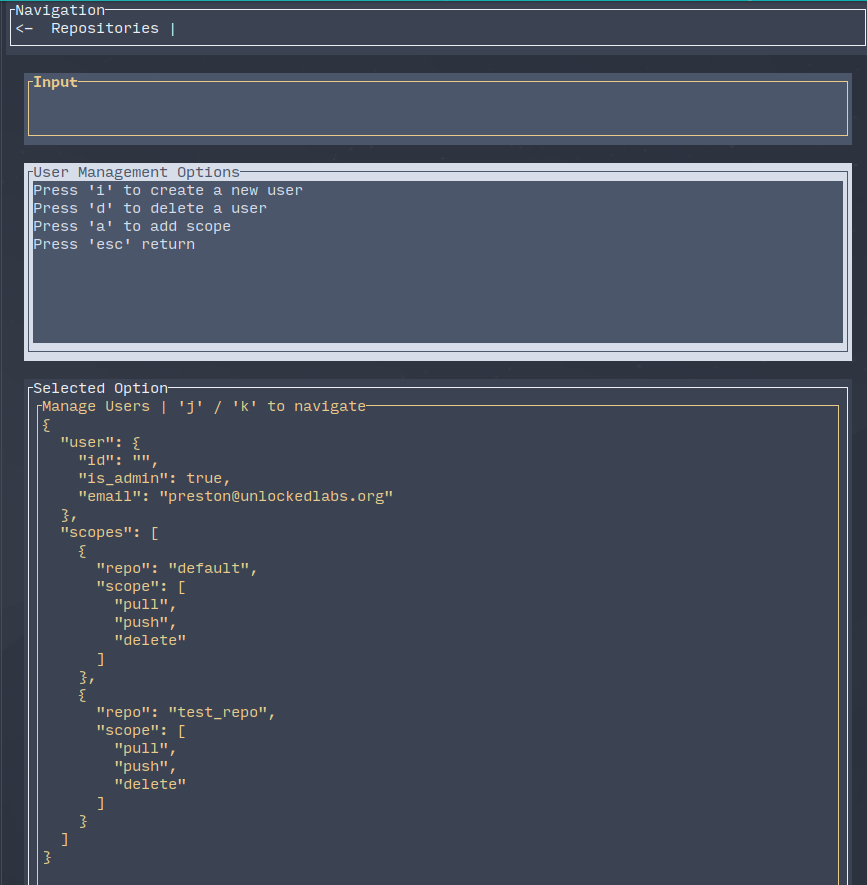 Navigation
<-  Repositories |
Input
User Management Options
Press 'i' to create a new user
Press 'd' to delete a user
Press 'a' to add scope
Press 'esc' return
Selected Option
Manage Users | 'j' / 'k' to navigate
{
  "user": {
    "id": "",
    "is_admin": true,
    "email": "preston@unlockedlabs.org"
  },
  "scopes": [
    {
      "repo": "default",
      "scope": [
        "pull",
        "push",
        "delete"
      ]
    },
    {
      "repo": "test_repo",
      "scope": [
        "pull",
        "push",
        "delete"
      ]
    }
  ]
}